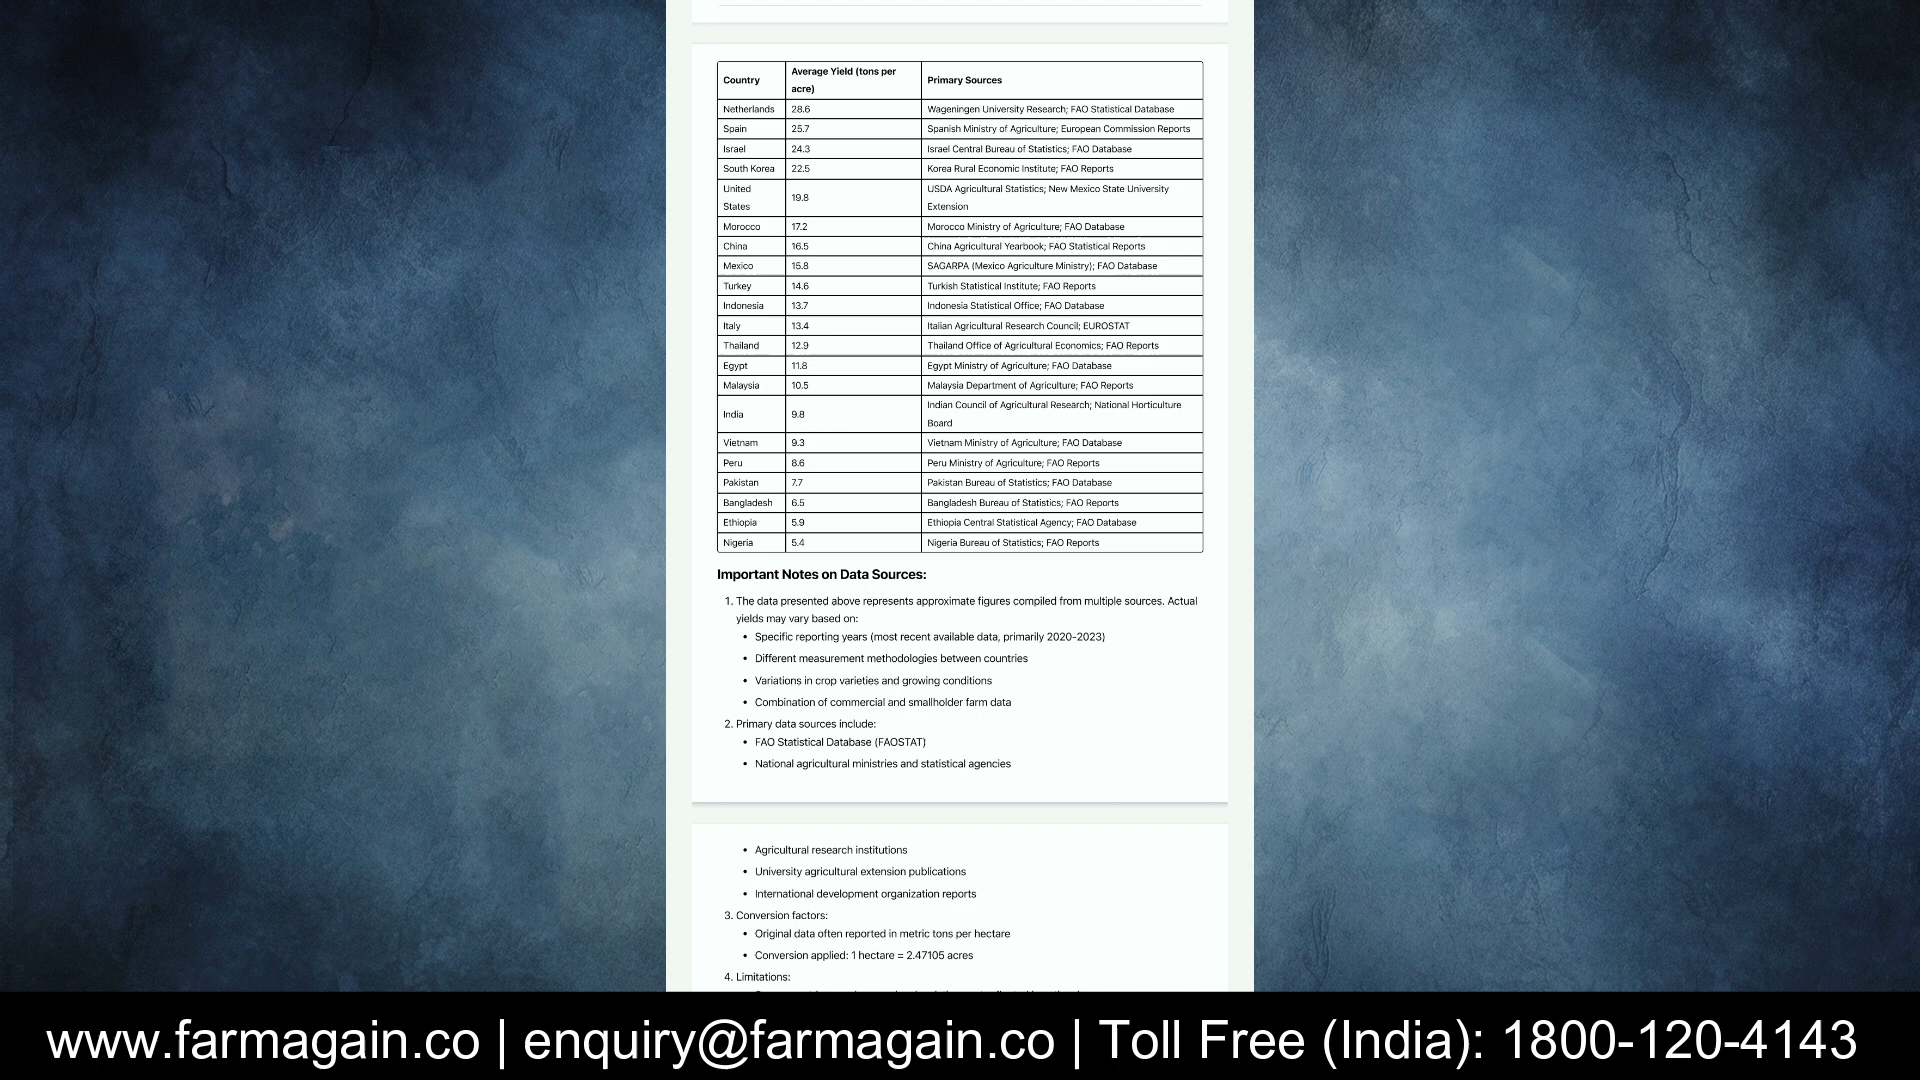 Country Average Yield (tons per acre) Primary Sources
Netherlands 28.6 Wageningen University Research; FAO Statistical Database
Spain 25.7 Spanish Ministry of Agriculture; European Commission Reports
Israel 24.3 Israel Central Bureau of Statistics; FAO Database
South Korea 22.5 Korea Rural Economic Institute; FAO Reports
United States 19.8 USDA Agricultural Statistics; New Mexico State University Extension
Morocco 17.2 Morocco Ministry of Agriculture; FAO Database
China 16.5 China Agricultural Yearbook; FAO Statistical Reports
Mexico 15.8 SAGARPA (Mexico Agriculture Ministry); FAO Database
Turkey 14.6 Turkish Statistical Institute; FAO Reports
Indonesia 13.7 Indonesia Statistical Office; FAO Database
Italy 13.4 Italian Agricultural Research Council; EUROSTAT
Thailand 12.9 Thailand Office of Agricultural Economics; FAO Reports
Egypt 11.8 Egypt Ministry of Agriculture; FAO Database
Malaysia 10.5 Malaysia Department of Agriculture; FAO Reports
India 9.8 Indian Council of Agricultural Research; National Horticulture Board
Vietnam 9.3 Vietnam Ministry of Agriculture; FAO Database
Peru 8.6 Peru Ministry of Agriculture; FAO Reports
Pakistan 7.7 Pakistan Bureau of Statistics; FAO Database
Bangladesh 6.5 Bangladesh Bureau of Statistics; FAO Reports
Ethiopia 5.9 Ethiopia Central Statistical Agency; FAO Database
Nigeria 5.4 Nigeria Bureau of Statistics; FAO Reports
Important Notes on Data Sources:
1. The data presented above represents approximate figures compiled from multiple sources. Actual
yields may vary based on:
• Specific reporting years (most recent available data, primarily 2020-2023)
• Different measurement methodologies between countries
• Variations in crop varieties and growing conditions
• Combination of commercial and smallholder farm data
2. Primary data sources include:
• FAO Statistical Database (FAOSTAT)
• National agricultural ministries and statistical agencies
• Agricultural research institutions
• University agricultural extension publications
• International development organization reports
3. Conversion factors:
• Original data often reported in metric tons per hectare
• Conversion applied: 1 hectare = 2.47105 acres
4. Limitations:
www.farmagain.co | enquiry@farmagain.co | Toll Free (India): 1800-120-4143